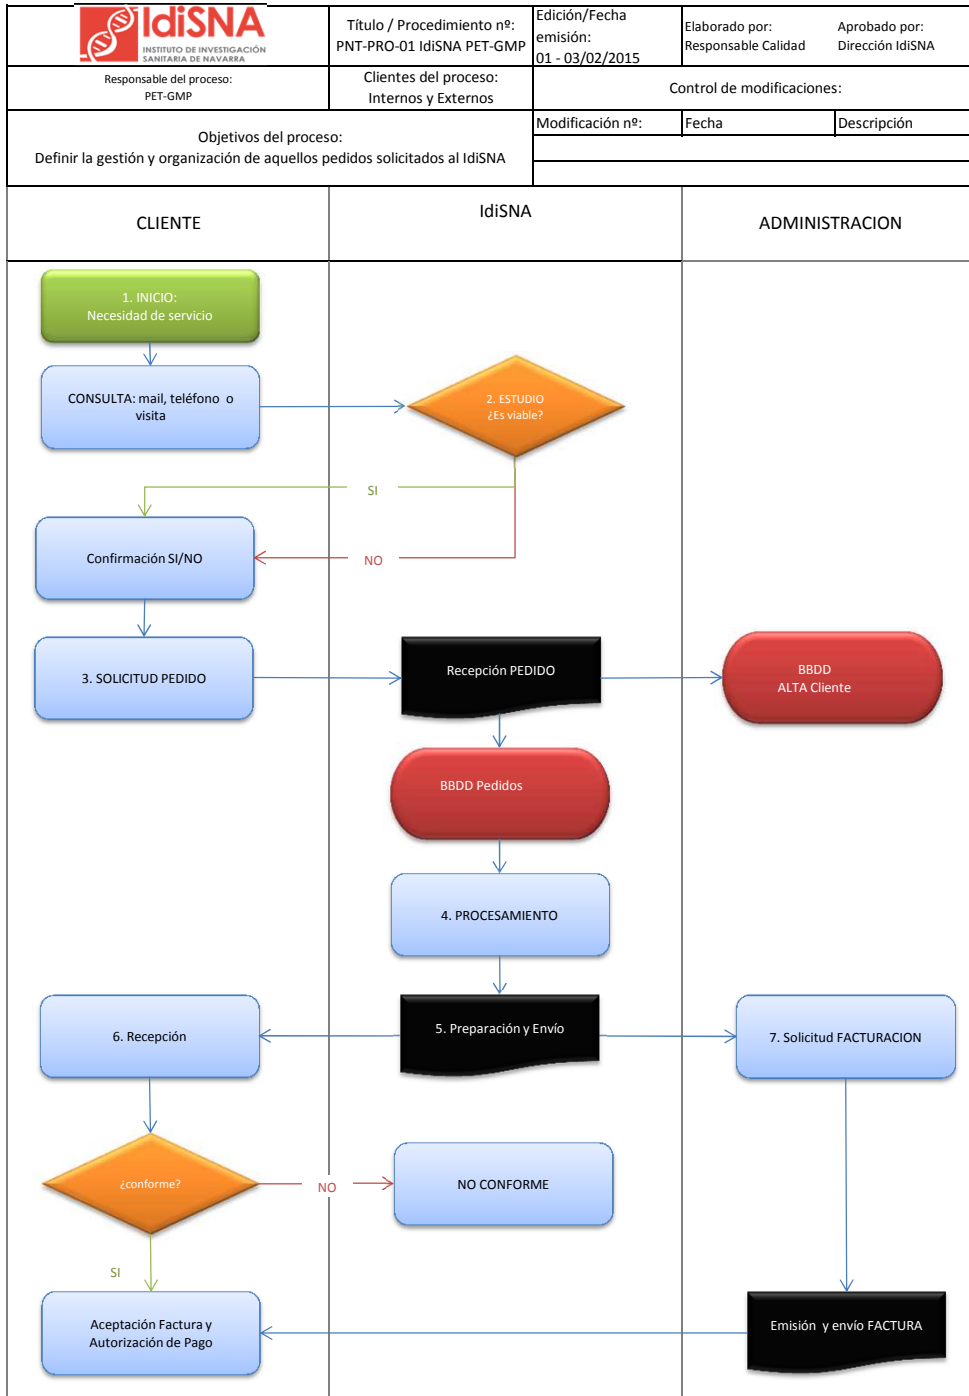 IdiSNA
INSTITUTO DE INVESTIGACIÓN
SANITARIA DE NAVARRA
Título / Procedimiento nº:
PNT-PRO-01 IdiSNA PET-GMP
Edición/Fecha
emisión:
01 - 03/02/2015
Elaborado por:
Responsable Calidad
Aprobado por:
Dirección IdiSNA
Responsable del proceso:
PET-GMP
Clientes del proceso:
Internos y Externos
Control de modificaciones:
Objetivos del proceso:
Definir la gestión y organización de aquellos pedidos solicitados al IdiSNA
Modificación nº:
Fecha
Descripción
CLIENTE
IdiSNA
ADMINISTRACION
1. INICIO:
Necesidad de servicio
CONSULTA: mail, teléfono o
visita
2. ESTUDIO
¿Es viable?
SI
Confirmación SI/NO
NO
3. SOLICITUD PEDIDO
Recepción PEDIDO
BBDD
ALTA Cliente
BBDD Pedidos
4. PROCESAMIENTO
6. Recepción
5. Preparación y Envío
7. Solicitud FACTURACION
¿conforme?
NO
NO CONFORME
SI
Aceptación Factura y
Autorización de Pago
Emisión y envío FACTURA